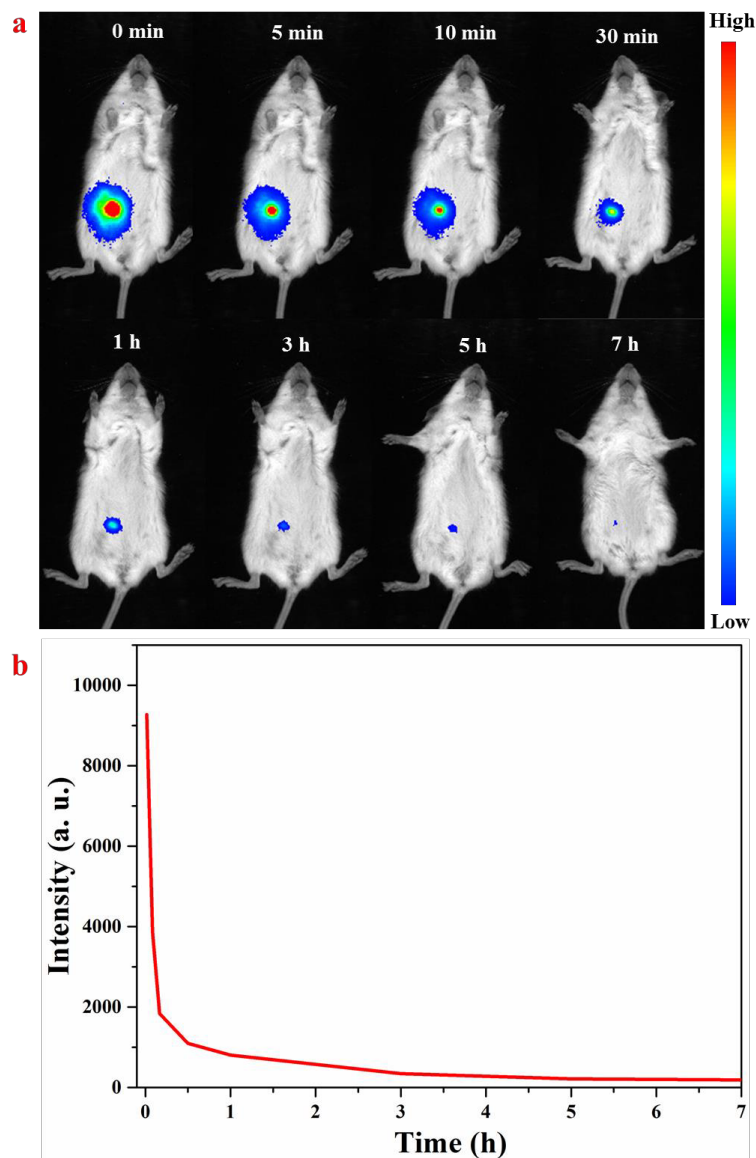 a
0 min 5 min 10 min 30 min High
1 h 3 h 5 h 7 h
Low
b
10000
8000
6000
4000
2000
0
Intensity (a. u.)
0 1 2 3 4 5 6 7
Time (h)